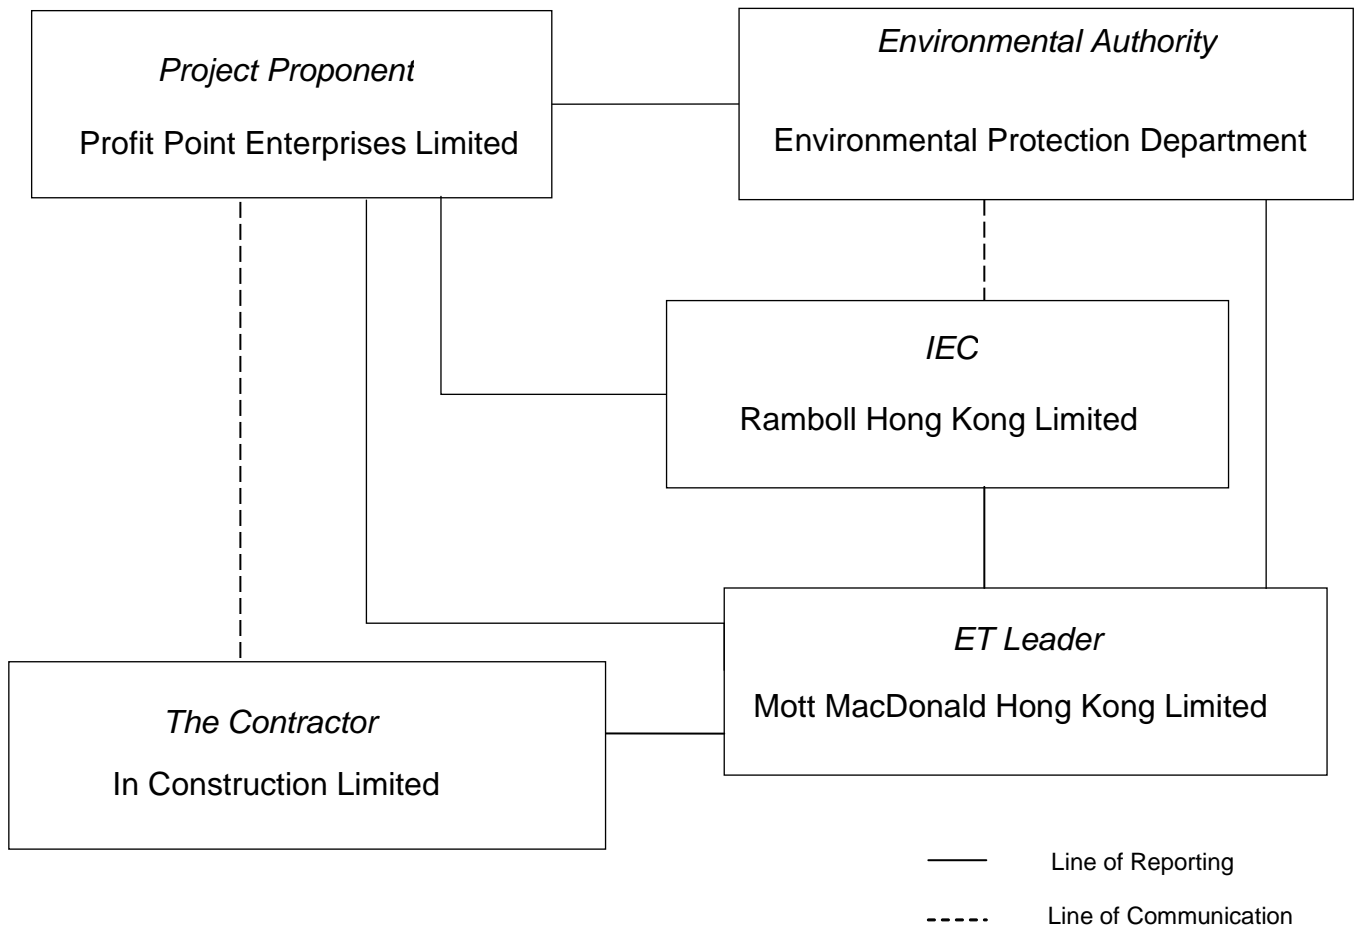 Project Proponent
Profit Point Enterprises Limited
Environmental Authority
Environmental Protection Department
IEC
Ramboll Hong Kong Limited
ET Leader
Mott MacDonald Hong Kong Limited
The Contractor
In Construction Limited
Line of Reporting
Line of Communication